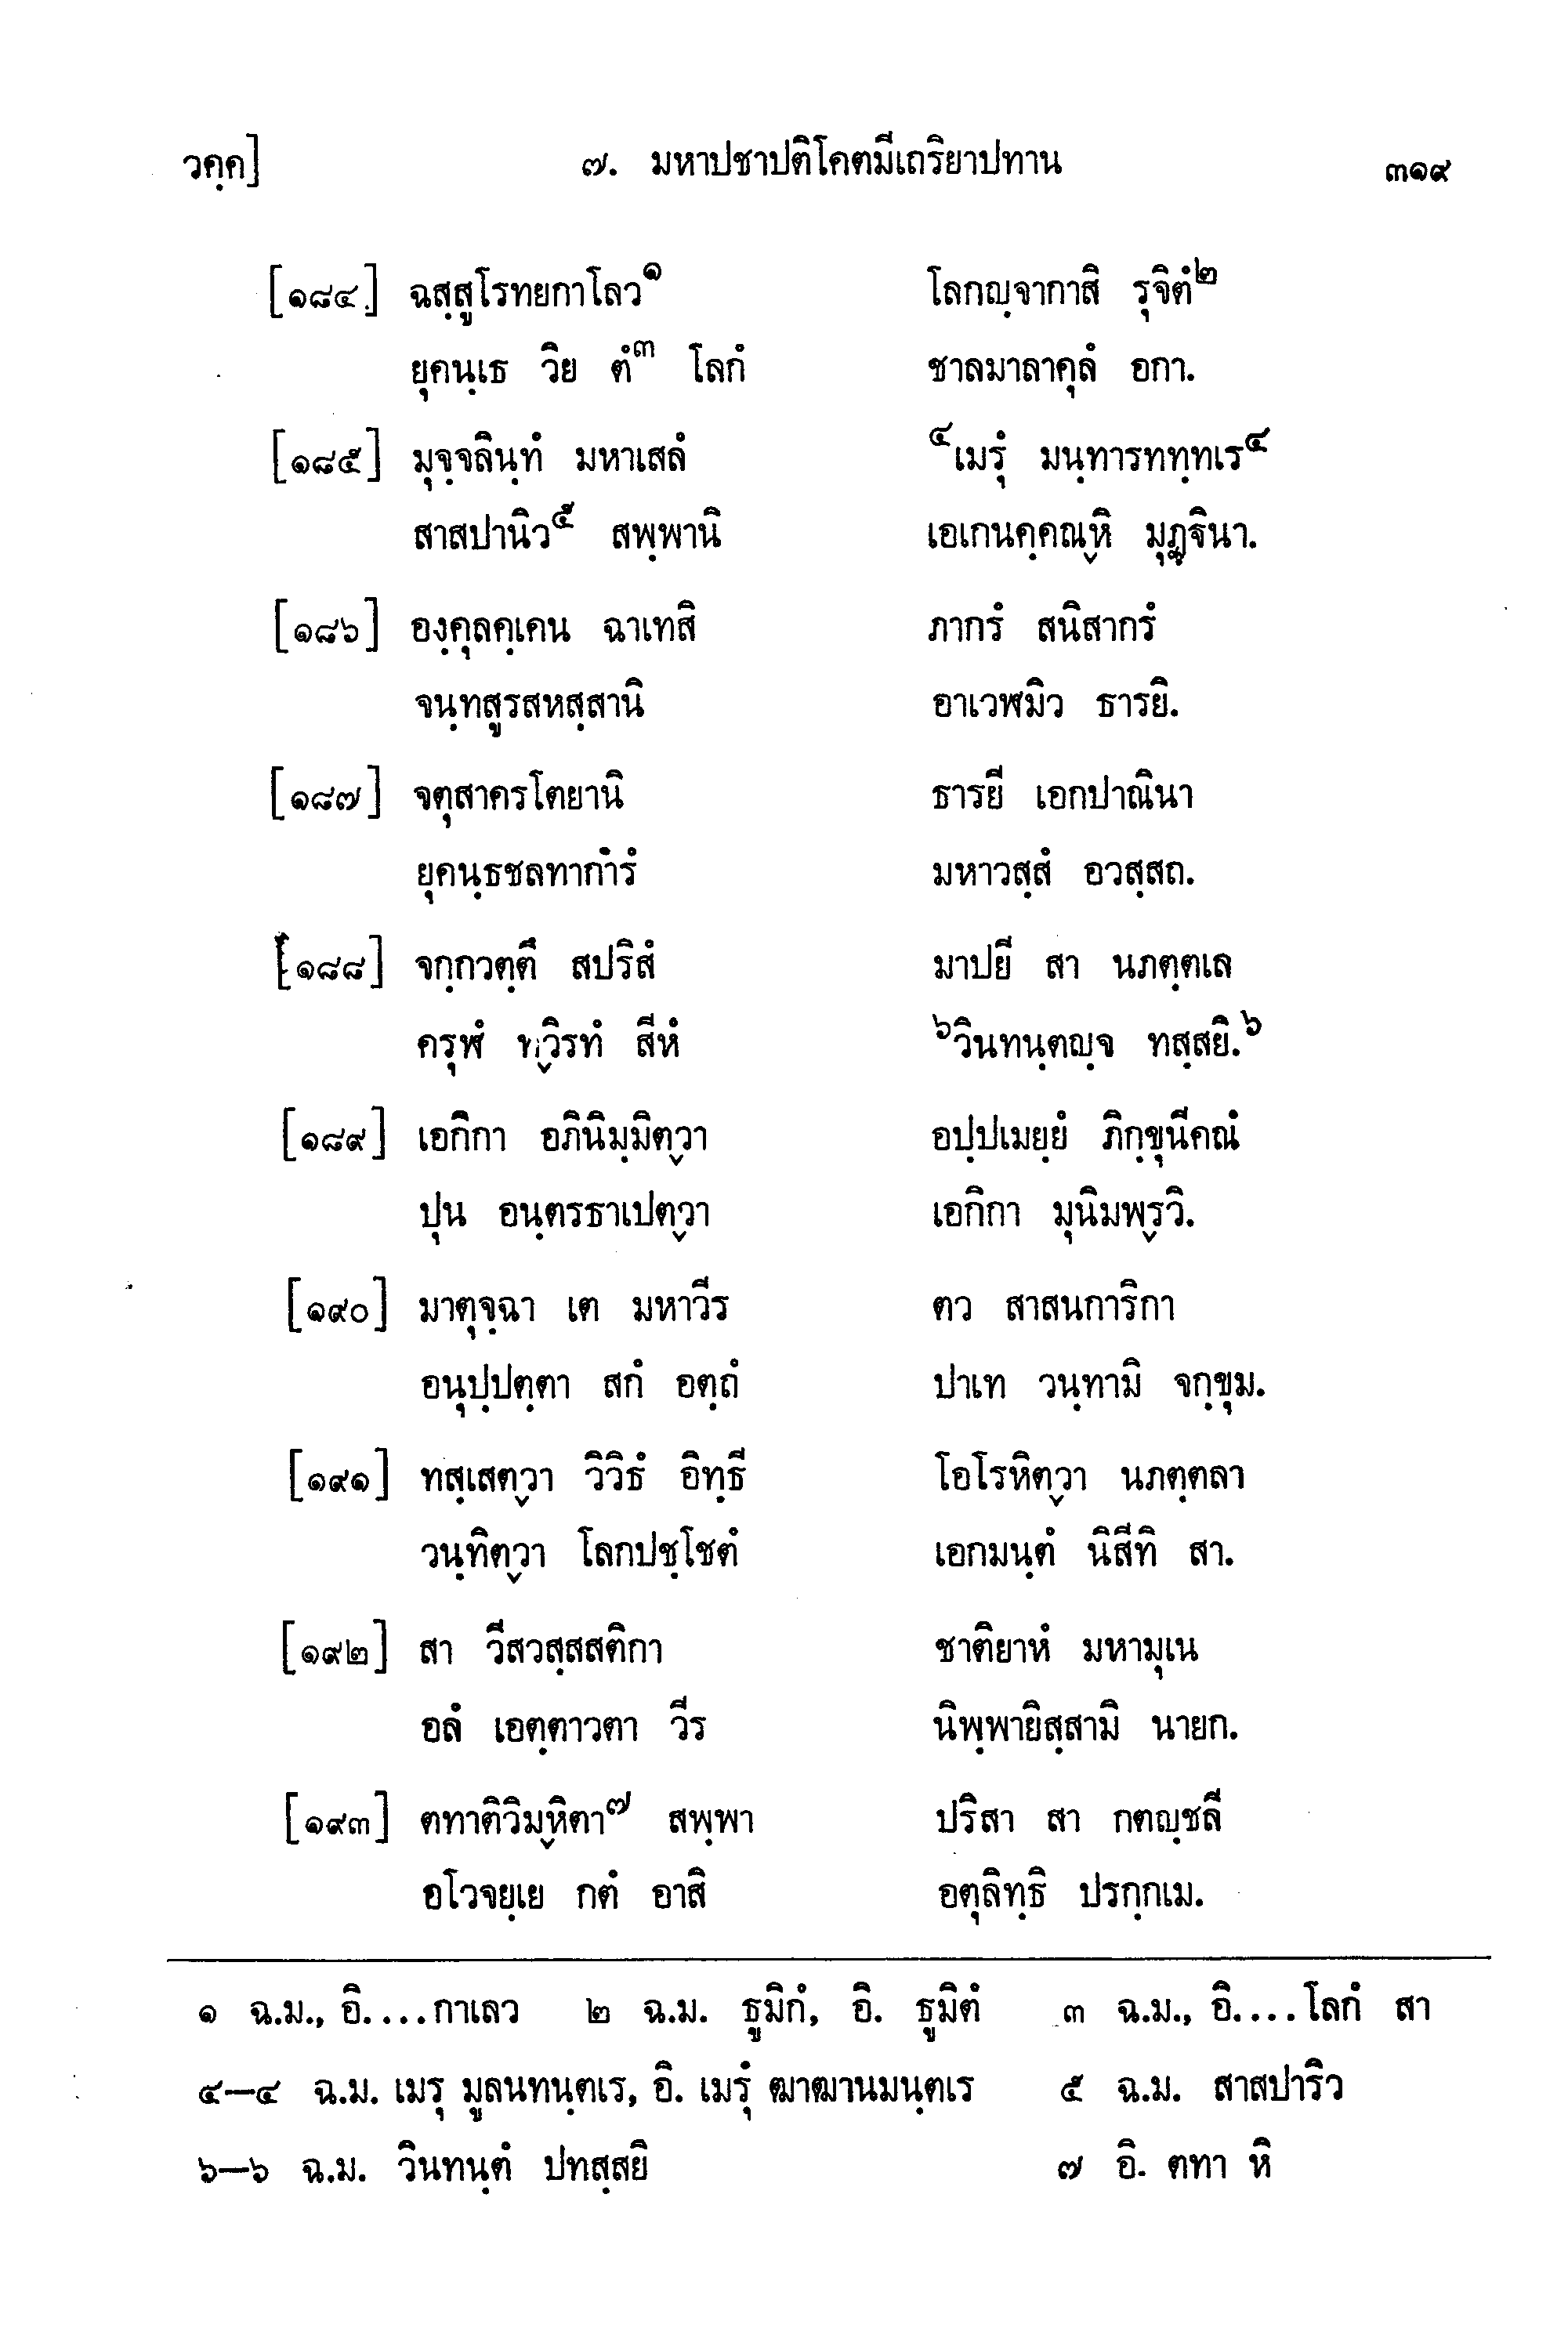 วคฺค] ๗. มหาปชาปติโคตมีเถริยาปทาน ๓๑๙
[๑๘๔] ฉสฺสูโรทยกาโลว๑ โลกญฺจากาสิ รุจิตํ๒
ยุคนฺเธ วิย ตํ๓ โลกํ ชาลมาลากุลํ อกา.
[๑๘๕] มุจฺจลินฺทํ มหาเสลํ ๔เมรุํ มนฺทารททฺทเร๔
สาสปานิว๕ สพฺพานิ เอเกนคฺคณฺหิ มุฏฺฐินา.
[๑๘๖] องฺคุลคฺเคน ฉาเทสิ ภากรํ สนิสากรํ
จนฺทสูรสหสฺสานิ อาเวฬมิว ธารยิ.
[๑๘๗] จตุสาครโตยานิ ธารยี เอกปาณินา
ยุคนฺธชลทาการํ มหาวสฺสํ อวสฺสถ.
[๑๘๘] จกฺกวตฺตึ สปริสํ มาปยี สา นภตฺตเล
ครุฬํ ทฺวิรทํ สีหํ ๖วินทนฺตญฺจ ทสฺสยิ.๖
[๑๘๙] เอกิกา อภินิมฺมิตฺวา อปฺปเมยฺยํ ภิกฺขุนีคณํ
ปุน อนฺตรธาเปตฺวา เอกิกา มุนิมพฺรวิ.
[๑๙๐] มาตุจฺฉา เต มหาวีร ตว สาสนการิกา
อนุปฺปตฺตา สกํ อตฺถํ ปาเท วนฺทามิ จกฺขุม.
[๑๙๑] ทสฺเสตฺวา วิวิธํ อิทฺธึ โอโรหิตฺวา นภตฺตลา
วนฺทิตฺวา โลกปชฺโชตํ เอกมนฺตํ นิสีทิ สา.
[๑๙๒] สา วีสวสฺสสติกา ชาติยาหํ มหามุเน
อลํ เอตฺตาวตา วีร นิพฺพายิสฺสามิ นายก.
[๑๙๓] ตทาติวิมฺหิตา๗ สพฺพา ปริสา สา กตญฺชลี
อโวจยฺเย กตํ อาสิ อตุลิทฺธิ ปรกฺกเม.
๑ ฉ.ม., อิ....กาเลว ๒ ฉ.ม. ธูมิกํ, อิ. ธูมิตํ ๓ ฉ.ม., อิ....โลกํ สา
๔–๔ ฉ.ม. เมรุ มูลนทนฺตเร, อิ. เมรุํ ฒาฒานมนฺตเร ๕ ฉ.ม. สาสปาริว
๖–๖ ฉ.ม. วินทนฺตํ ปทสฺสยิ ๗ อิ. ตทา หิ